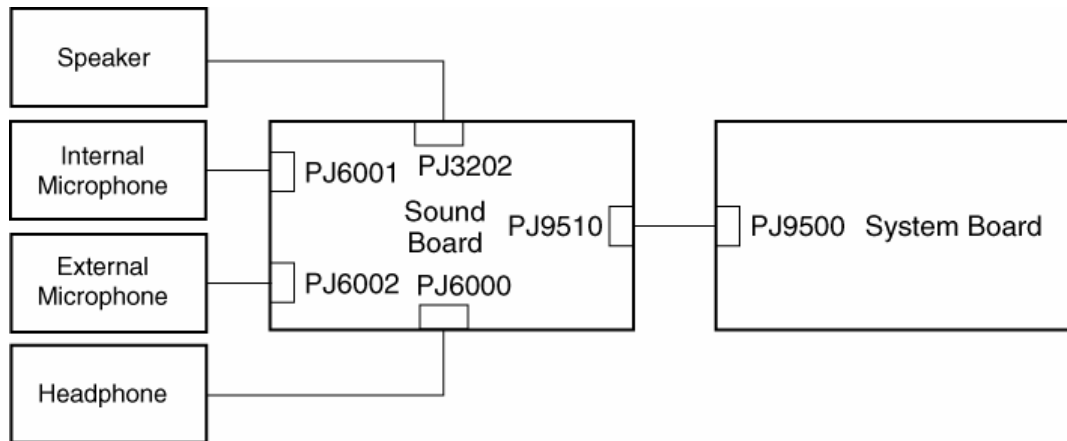 Speaker
Internal
Microphone
External
Microphone
Headphone
PJ6001
PJ3202
Sound
Board
PJ9510
PJ6002
PJ6000
PJ9500
System Board